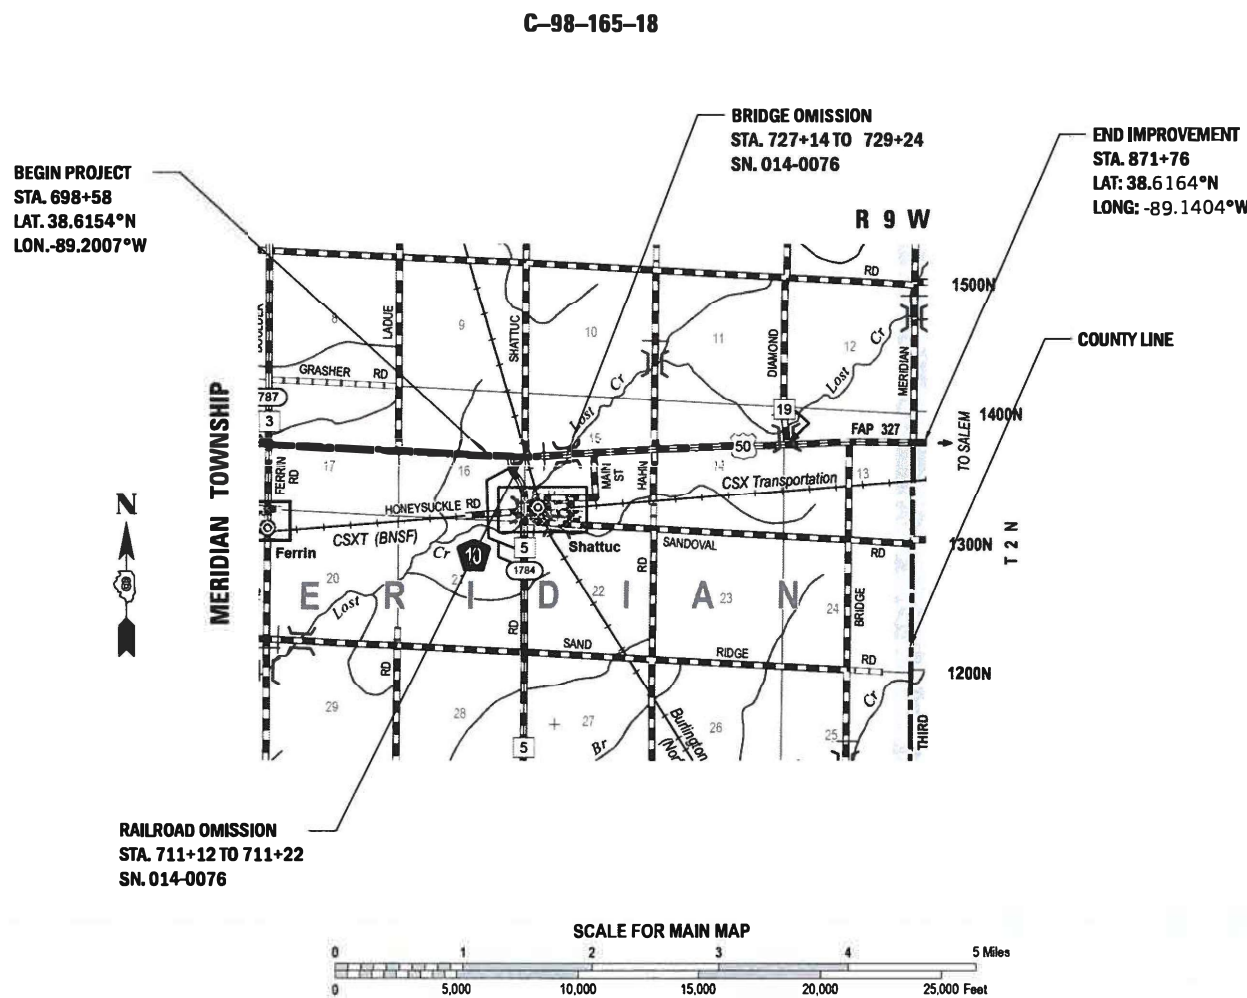 C–98–165–18
BRIDGE OMISSION
STA. 727+14 TO 729+24
SN. 014-0076
END IMPROVEMENT
STA. 871+76
LAT: 38.6164°N
LONG: -89.1404°W
BEGIN PROJECT
STA. 698+58
LAT. 38.6154°N
LON.-89.2007°W
R 9 W
RD
1500N
COUNTY LINE
8
9
10
11
12
LADUE
SHATTUC
DIAMOND
MERIDIAN
Lost Cr
GRASHER RD
Lost Cr
787
3
19
1400N
FAP 327
TO SALEM
50
MERIDIAN TOWNSHIP
17
16
15
14
13
FERRIN RD
MAIN ST
HAHN
CSX Transportation
HONEYSUCKLE RD
CSXT (BNSF)
N
Ferrin
Cr
10
5
Shattuc
SANDOVAL
RD
1300N
T 2 N
1784
20
21
22
23
24
E R I D I A N
Lost
RD
BRIDGE
RD
SAND RIDGE RD
1200N
RD
29
28
27
26
25
Cr
Br
Burlington
(Nor
5
THIRD
RAILROAD OMISSION
STA. 711+12 TO 711+22
SN. 014-0076
SCALE FOR MAIN MAP
0 1 2 3 4 5 Miles
0 5,000 10,000 15,000 20,000 25,000 Feet